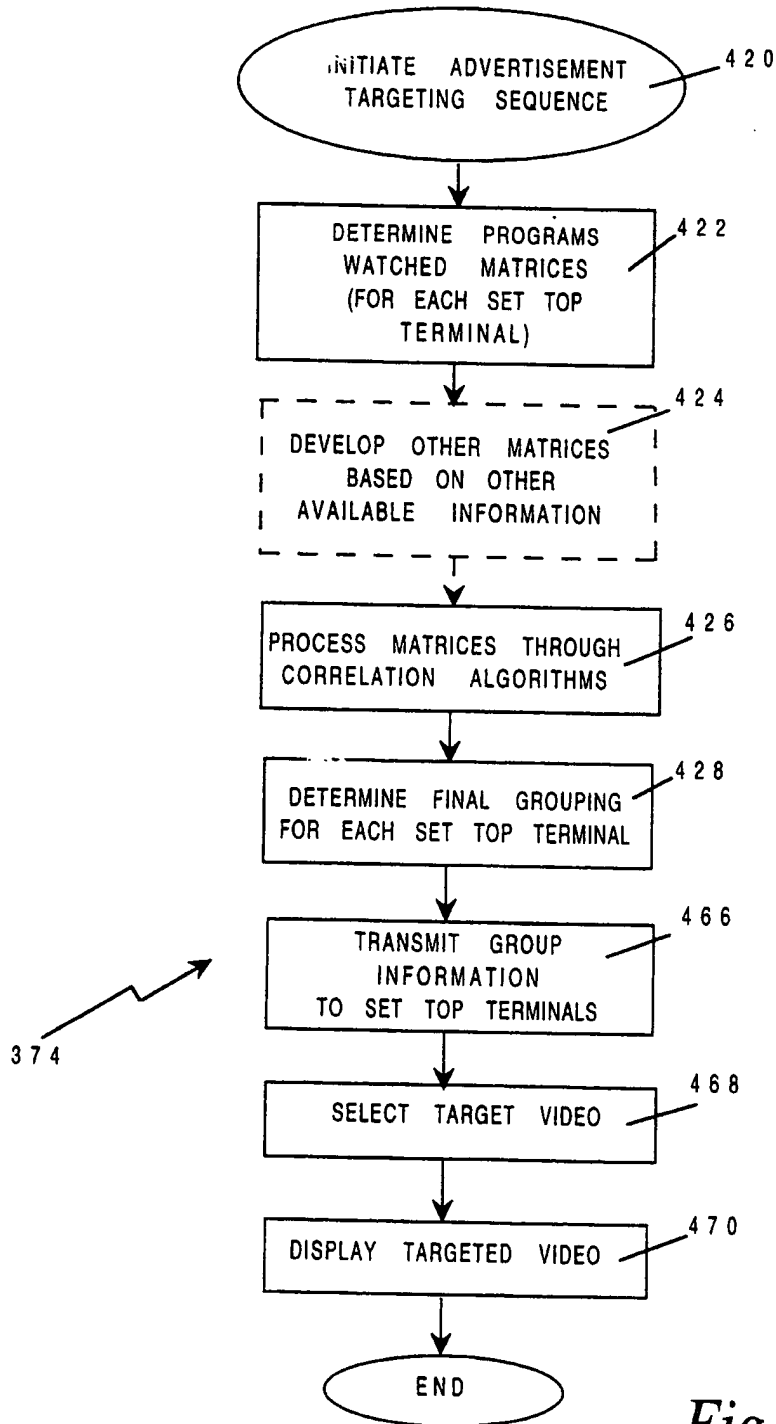 INITIATE ADVERTISEMENT
TARGETING SEQUENCE
420
DETERMINE PROGRAMS
WATCHED MATRICES
(FOR EACH SET TOP
TERMINAL)
422
DEVELOP OTHER MATRICES
BASED ON OTHER
AVAILABLE INFORMATION
424
PROCESS MATRICES THROUGH
CORRELATION ALGORITHMS
426
DETERMINE FINAL GROUPING
FOR EACH SET TOP TERMINAL
428
TRANSMIT GROUP
INFORMATION
TO SET TOP TERMINALS
466
374
SELECT TARGET VIDEO
468
DISPLAY TARGETED VIDEO
470
END
Fig